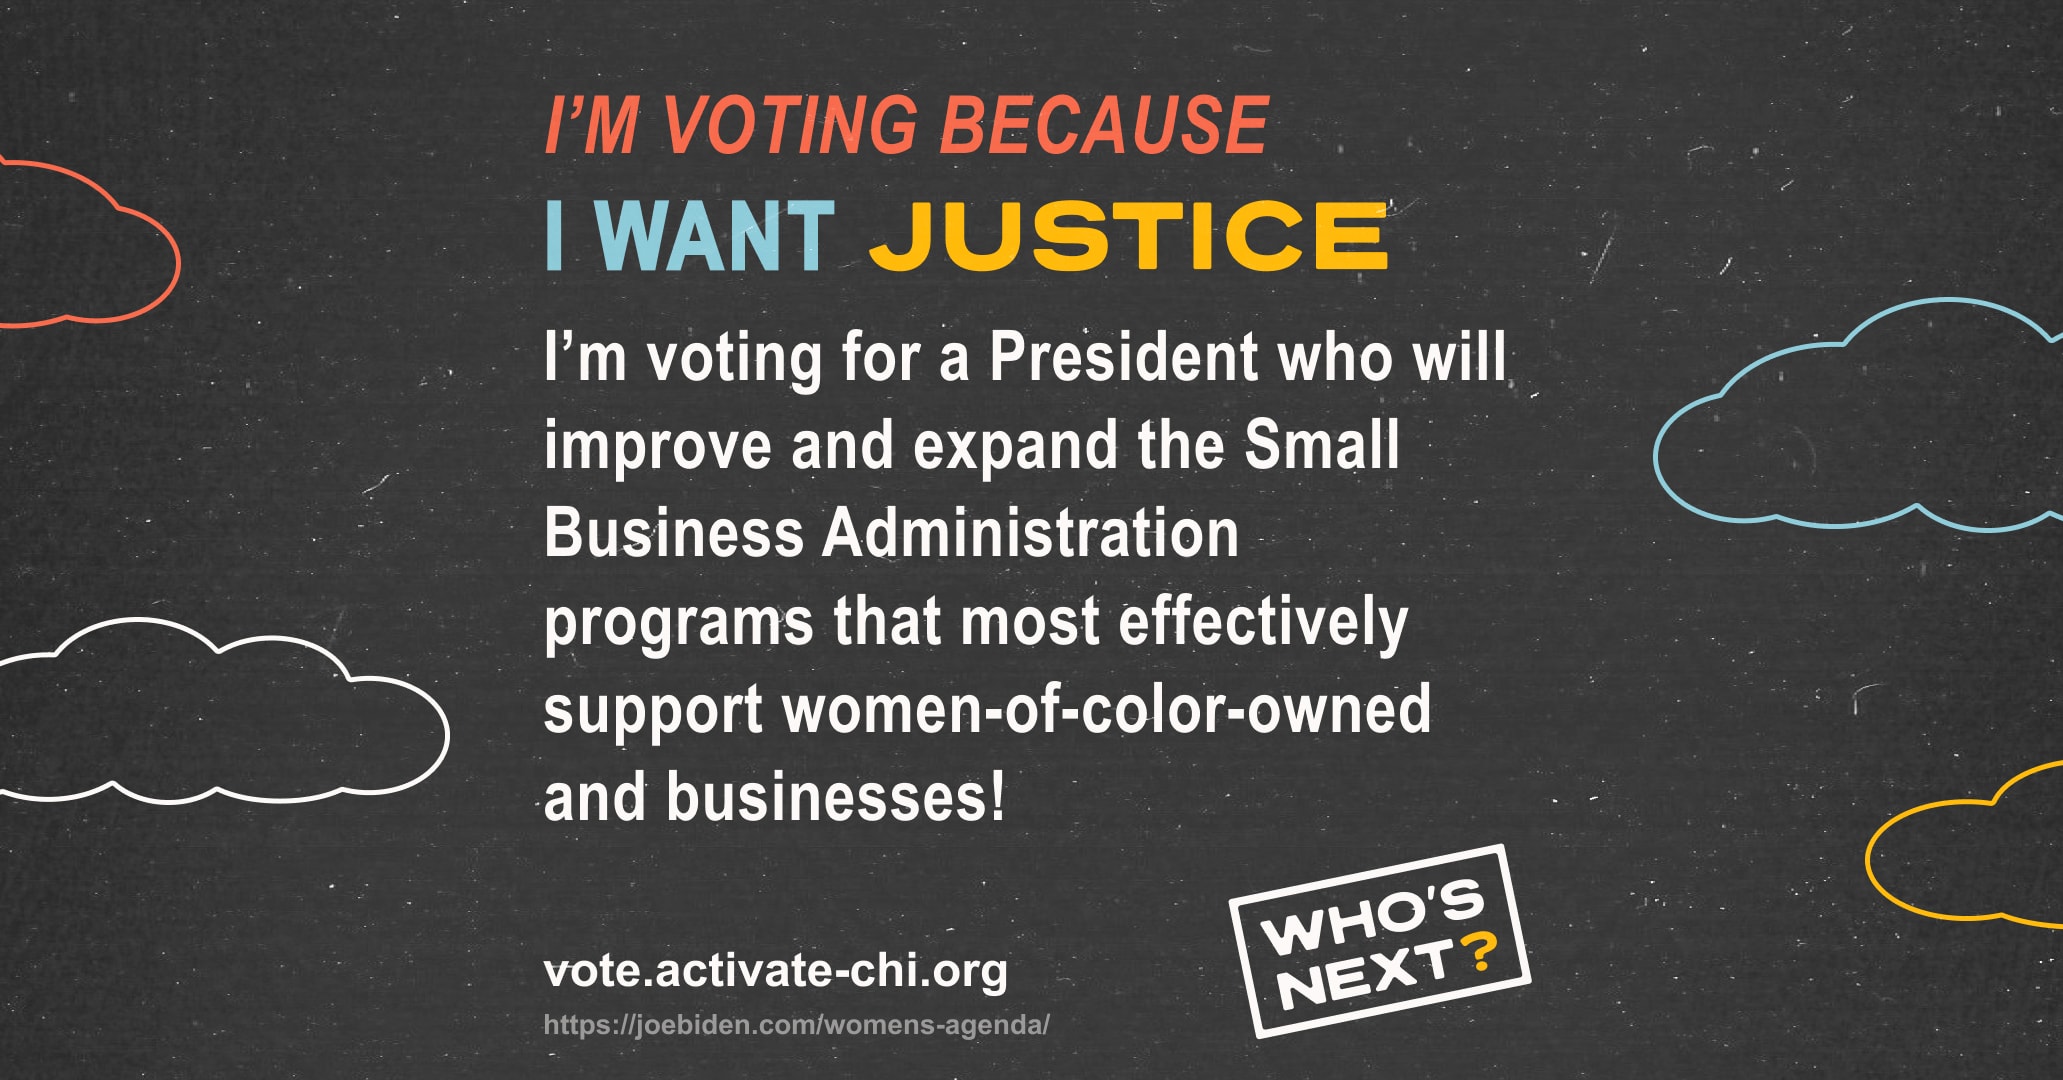 I'M VOTING BECAUSE
I WANT JUSTICE
I'm voting for a President who will
improve and expand the Small
Business Administration
programs that most effectively
support women-of-color-owned
and businesses!
WHO'S
NEXT?
vote.activate-chi.org
https://joebiden.com/womens-agenda/